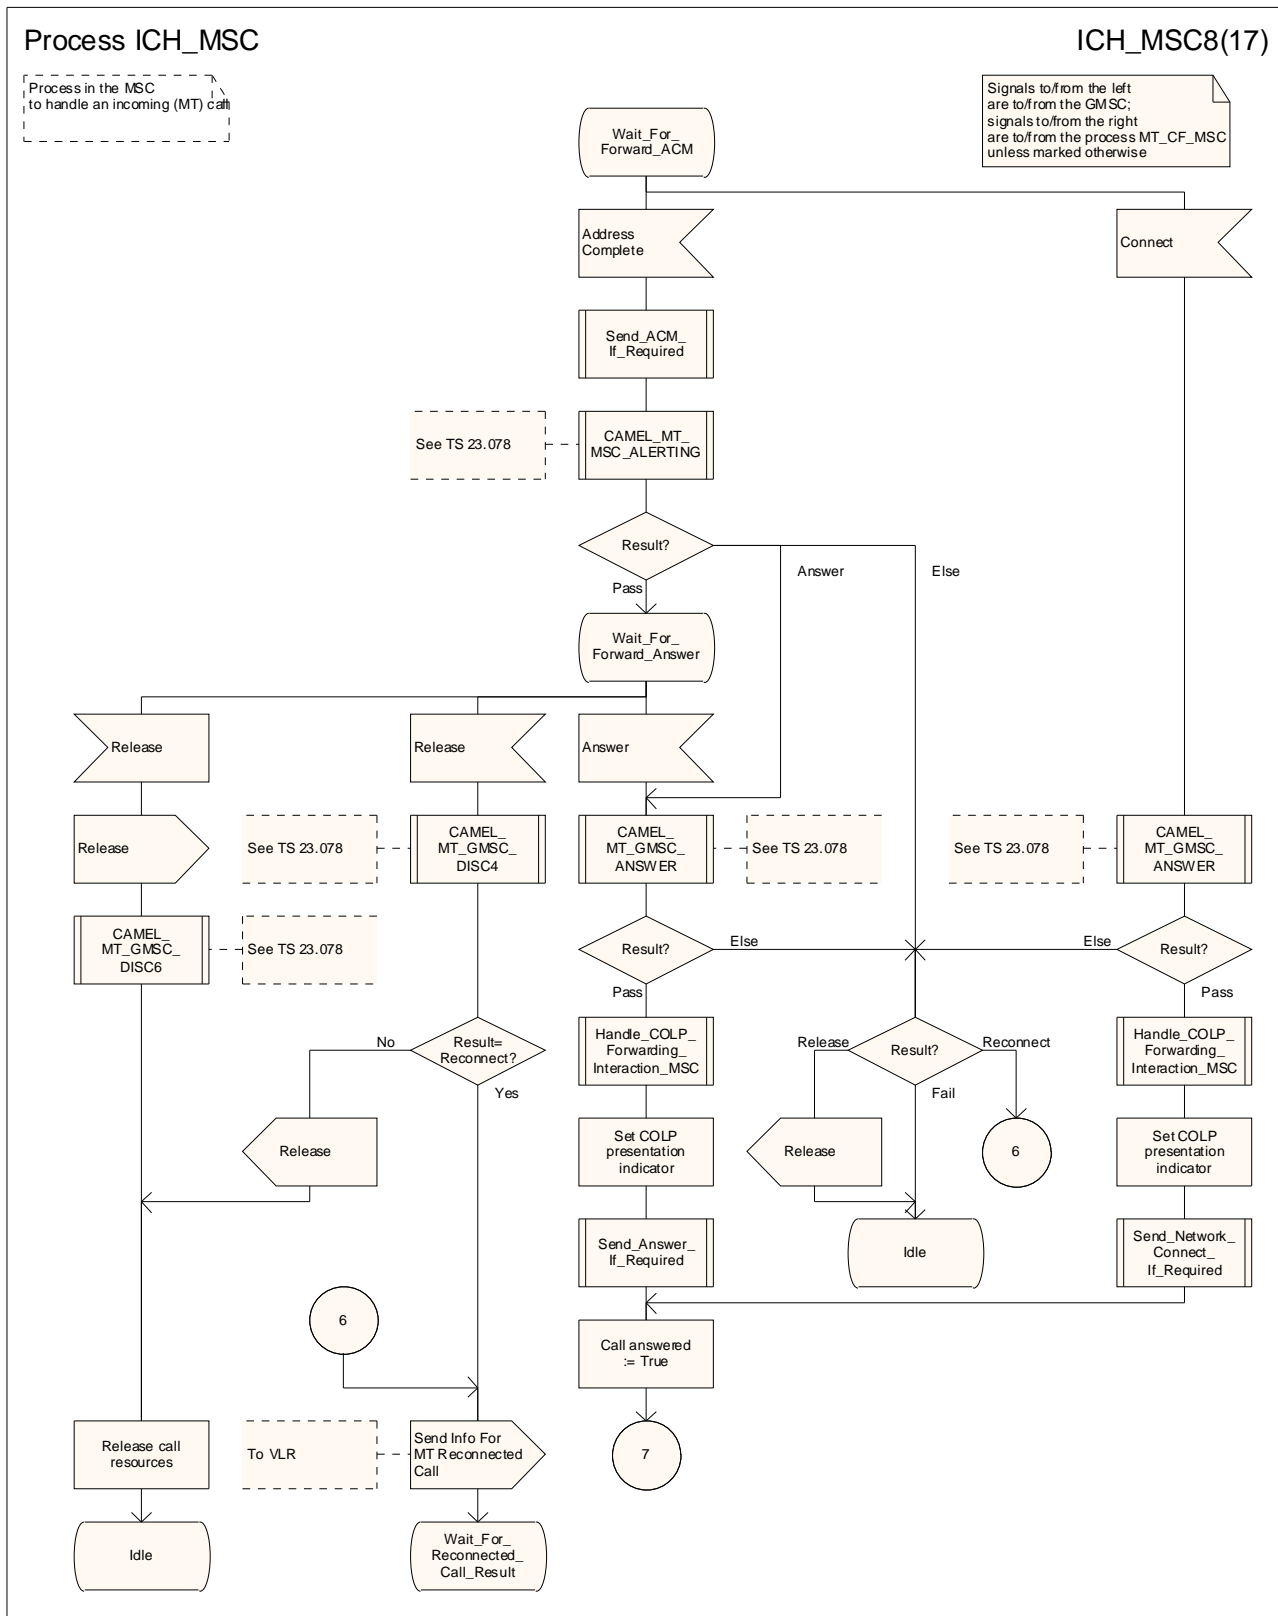 Process ICH_MSC
ICH_MSC8(17)
Process in the MSC
to handle an incoming (MT) call
Signals to/from the left
are to/from the GMSC;
signals to/from the right
are to/from the process MT_CF_MSC
unless marked otherwise
Wait_For_
Forward_ACM
Address
Complete
Connect
Send_ACM_
If_Required
See TS 23.078
CAMEL_MT_
MSC_ALERTING
Result?
Answer
Else
Pass
Wait_For_
Forward_Answer
Release
Release
Answer
Release
See TS 23.078
CAMEL_
MT_GMSC_
DISC4
CAMEL_
MT_GMSC_
ANSWER
See TS 23.078
See TS 23.078
CAMEL_
MT_GMSC_
ANSWER
CAMEL_
MT_GMSC_
DISC6
See TS 23.078
Result?
Else
Else
Result?
Pass
Pass
No
Result=
Reconnect?
Yes
Handle_COLP_
Forwarding_
Interaction_MSC
Release
Result?
Reconnect
Fail
Handle_COLP_
Forwarding_
Interaction_MSC
Release
Set COLP
presentation
indicator
Release
6
Set COLP
presentation
indicator
Send_Answer_
If_Required
Idle
Send_Network_
Connect_
If_Required
6
Call answered
:= True
Release call
resources
To VLR
Send Info For
MT Reconnected
Call
7
Idle
Wait_For_
Reconnected_
Call_Result